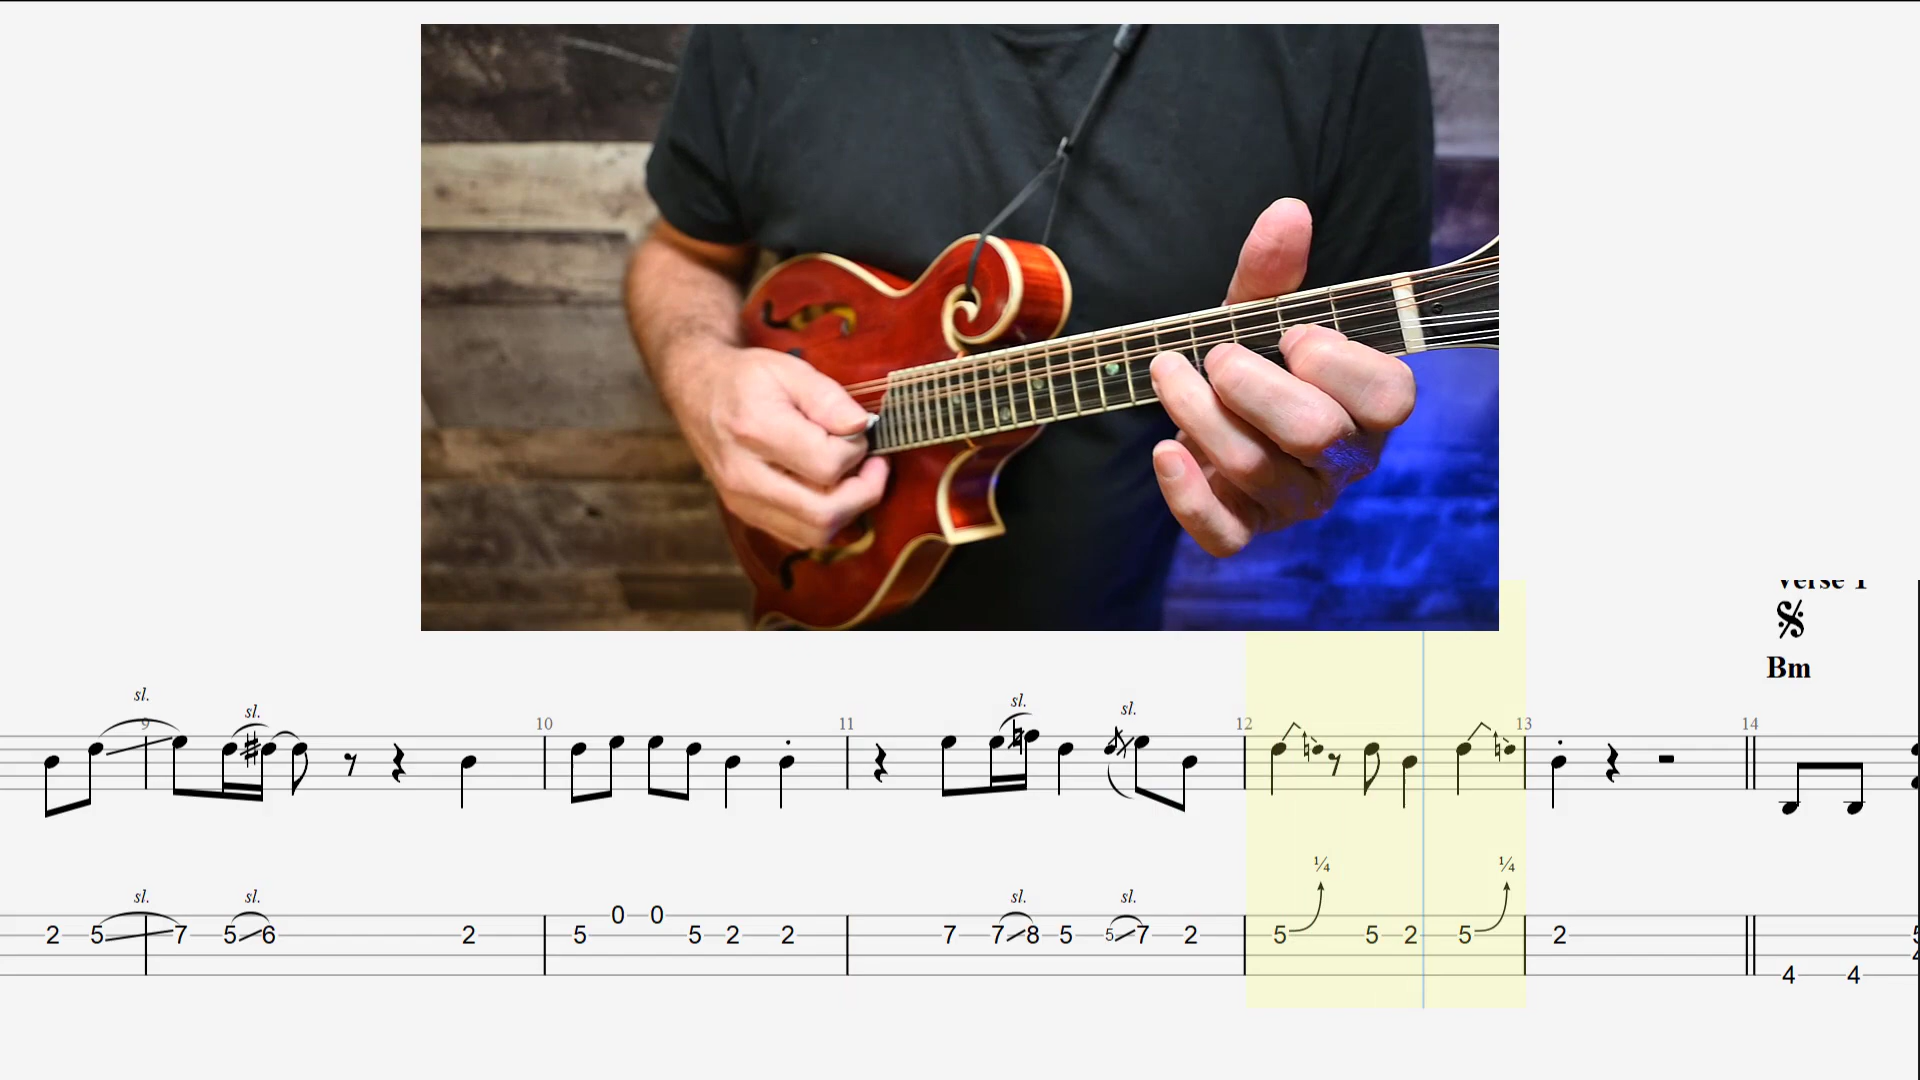 Verse 1
Bm
sl. sl. sl. sl.
9 10 11 12 13 14
¼ ¼
sl. sl. sl. sl.
0 0
2 5 7 5 6 2 5 5 2 2 7 7 8 5 5 7 2 5 5 2 5 2
4 4